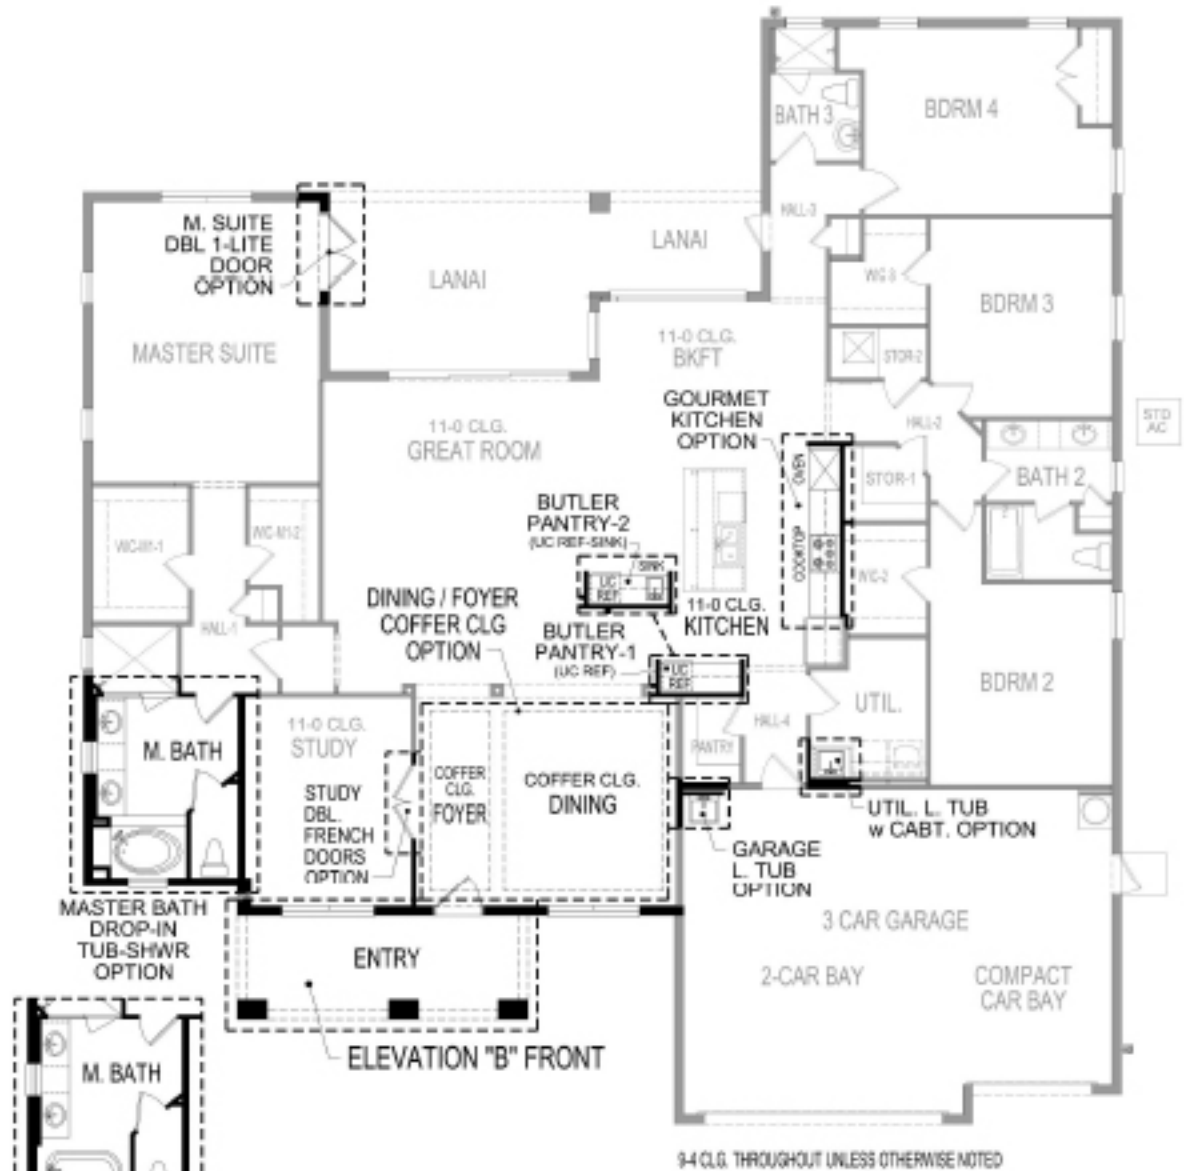 BATH 3
BDRM 4
HALL-3
M. SUITE
DBL 1-LITE
DOOR
OPTION
LANAI
LANAI
WC-3
BDRM 3
MASTER SUITE
11-0 CLG.
BKFT
STOR-2
GOURMET
KITCHEN
OPTION
STD
AC
11-0 CLG.
GREAT ROOM
HALL-2
OVEN
STOR-1
BATH 2
BUTLER
PANTRY-2
(UC REF-SINK)
WIC-M1-1
WIC-M1-2
COOKTOP
SINK
UC
REF
WIC-2
DINING / FOYER
COFFER CLG
OPTION
11-0 CLG.
KITCHEN
HALL-1
BUTLER
PANTRY-1
(UC REF)
UC
REF
BDRM 2
UTIL.
11-0 CLG.
STUDY
HALL-4
PANTRY
M. BATH
COFFER
CLG.
FOYER
COFFER CLG.
DINING
STUDY
DBL.
FRENCH
DOORS
OPTION
UTIL. L. TUB
w CABT. OPTION
GARAGE
L. TUB
OPTION
MASTER BATH
DROP-IN
TUB-SHWR
OPTION
3 CAR GARAGE
ENTRY
2-CAR BAY
COMPACT
CAR BAY
ELEVATION "B" FRONT
M. BATH
9-4 CLG. THROUGHOUT UNLESS OTHERWISE NOTED